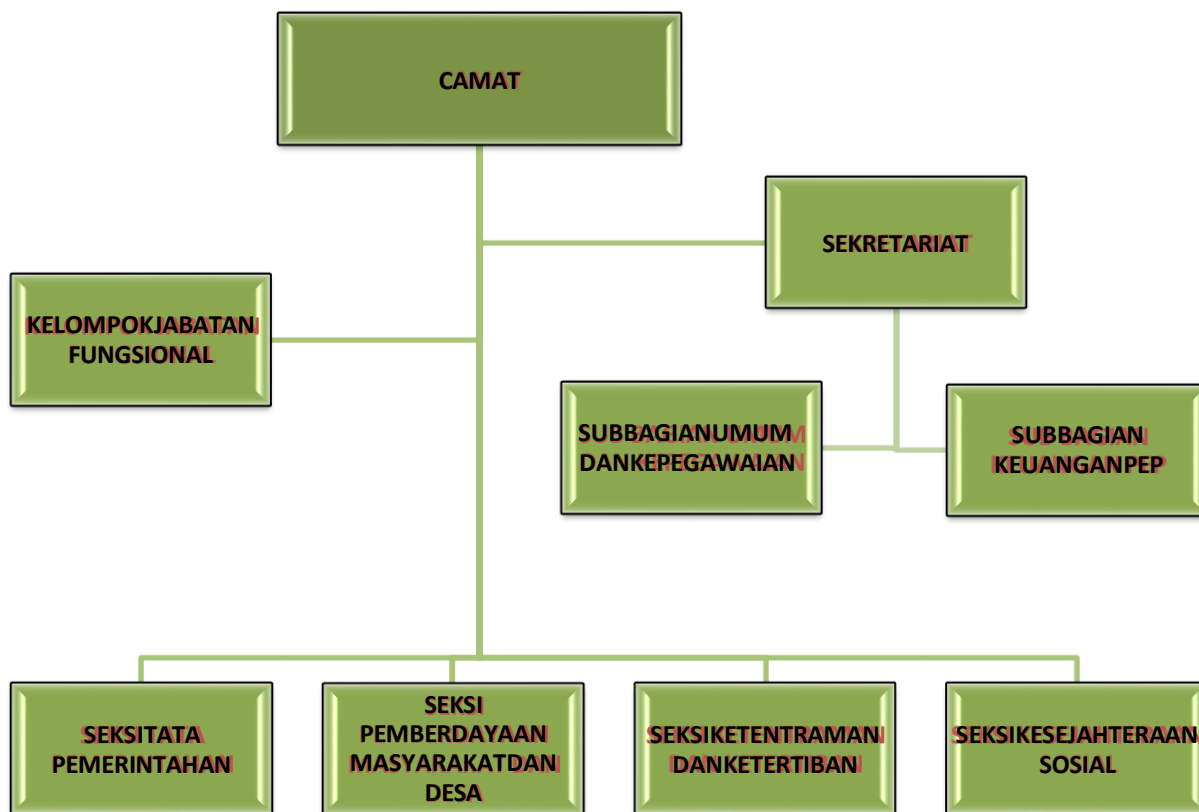 CAMAT
SEKRETARIAT
KELOMPOKJABATAN
FUNGSIONAL
SUBBAGIANUMUM
DANKEPEGAWAIAN
SUBBAGIAN
KEUANGANPEP
SEKSITATA
PEMERINTAHAN
SEKSI
PEMBERDAYAAN
MASYARAKATDAN
DESA
SEKSIKETENTRAMAN
DANKETERTIBAN
SEKSIKESEJAHTERAAN
SOSIAL